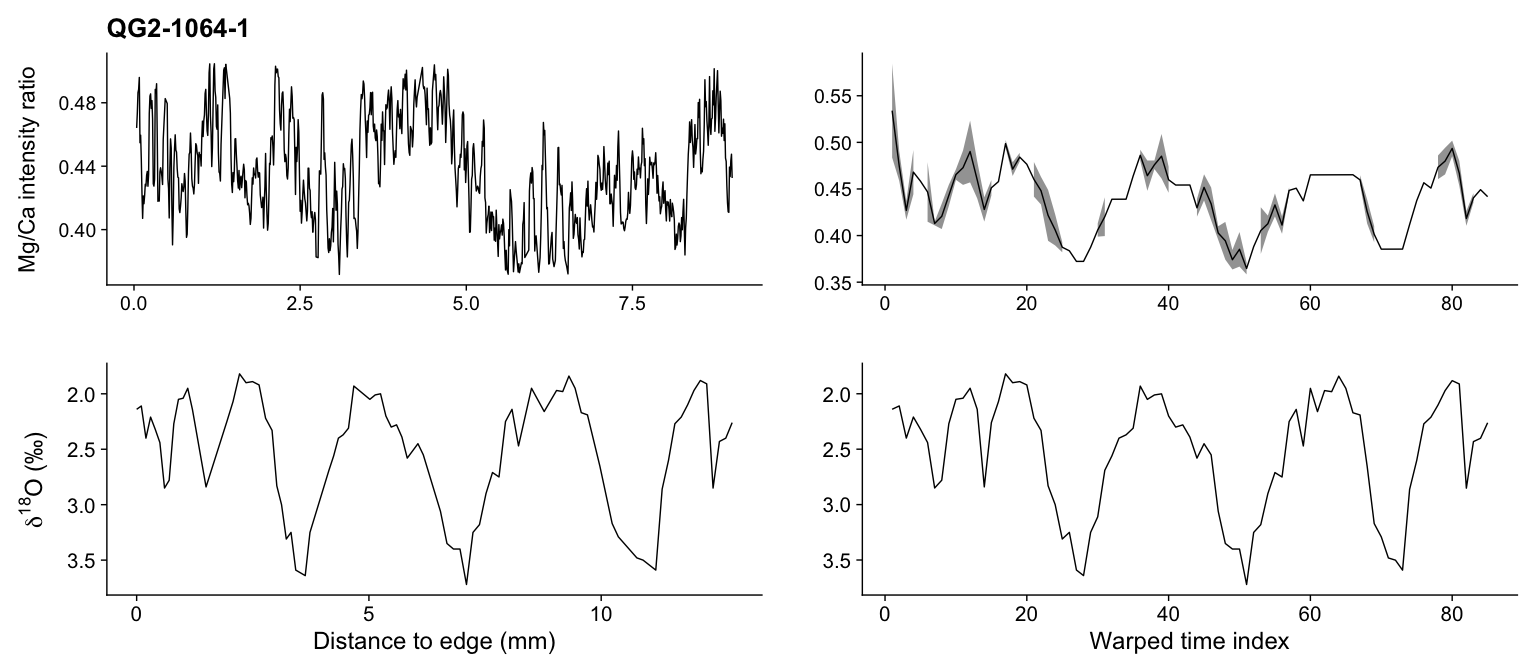 QG2-1064-1
Mg/Ca intensity ratio
0.48
0.44
0.40
0.0 2.5 5.0 7.5
0.55
0.50
0.45
0.40
0.35
0 20 40 60 80
δ18O (‰)
2.0
2.5
3.0
3.5
0 5 10
Distance to edge (mm)
2.0
2.5
3.0
3.5
0 20 40 60 80
Warped time index